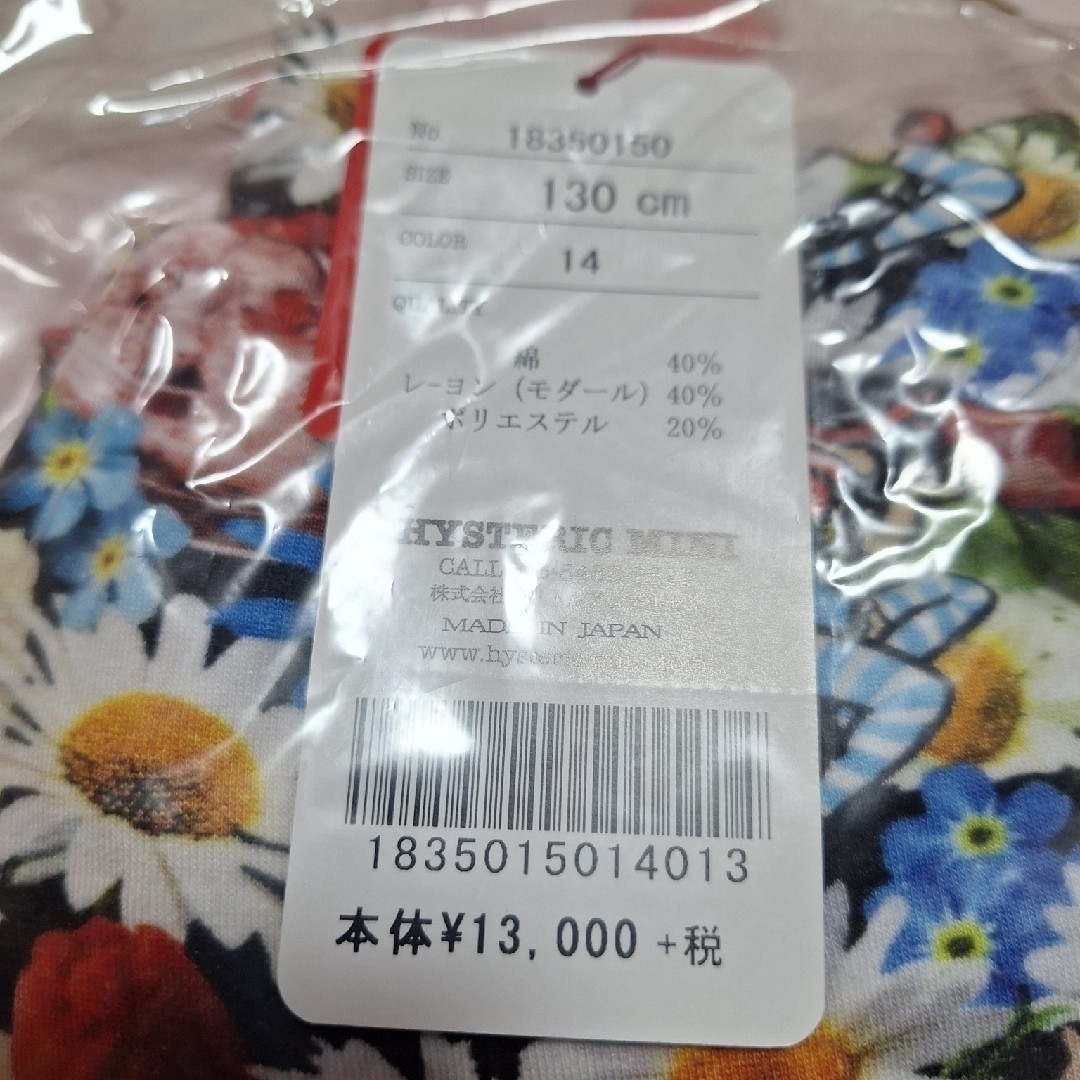 No 18350150
SIZE 130 cm
COLOR 14
QUALITY
綿 40%
レーヨン (モダール) 40%
ポリエステル 20%
HYSTERIC MINI
CALL
株式会社
MADE IN JAPAN
1835015014013
本体¥13,000 +税